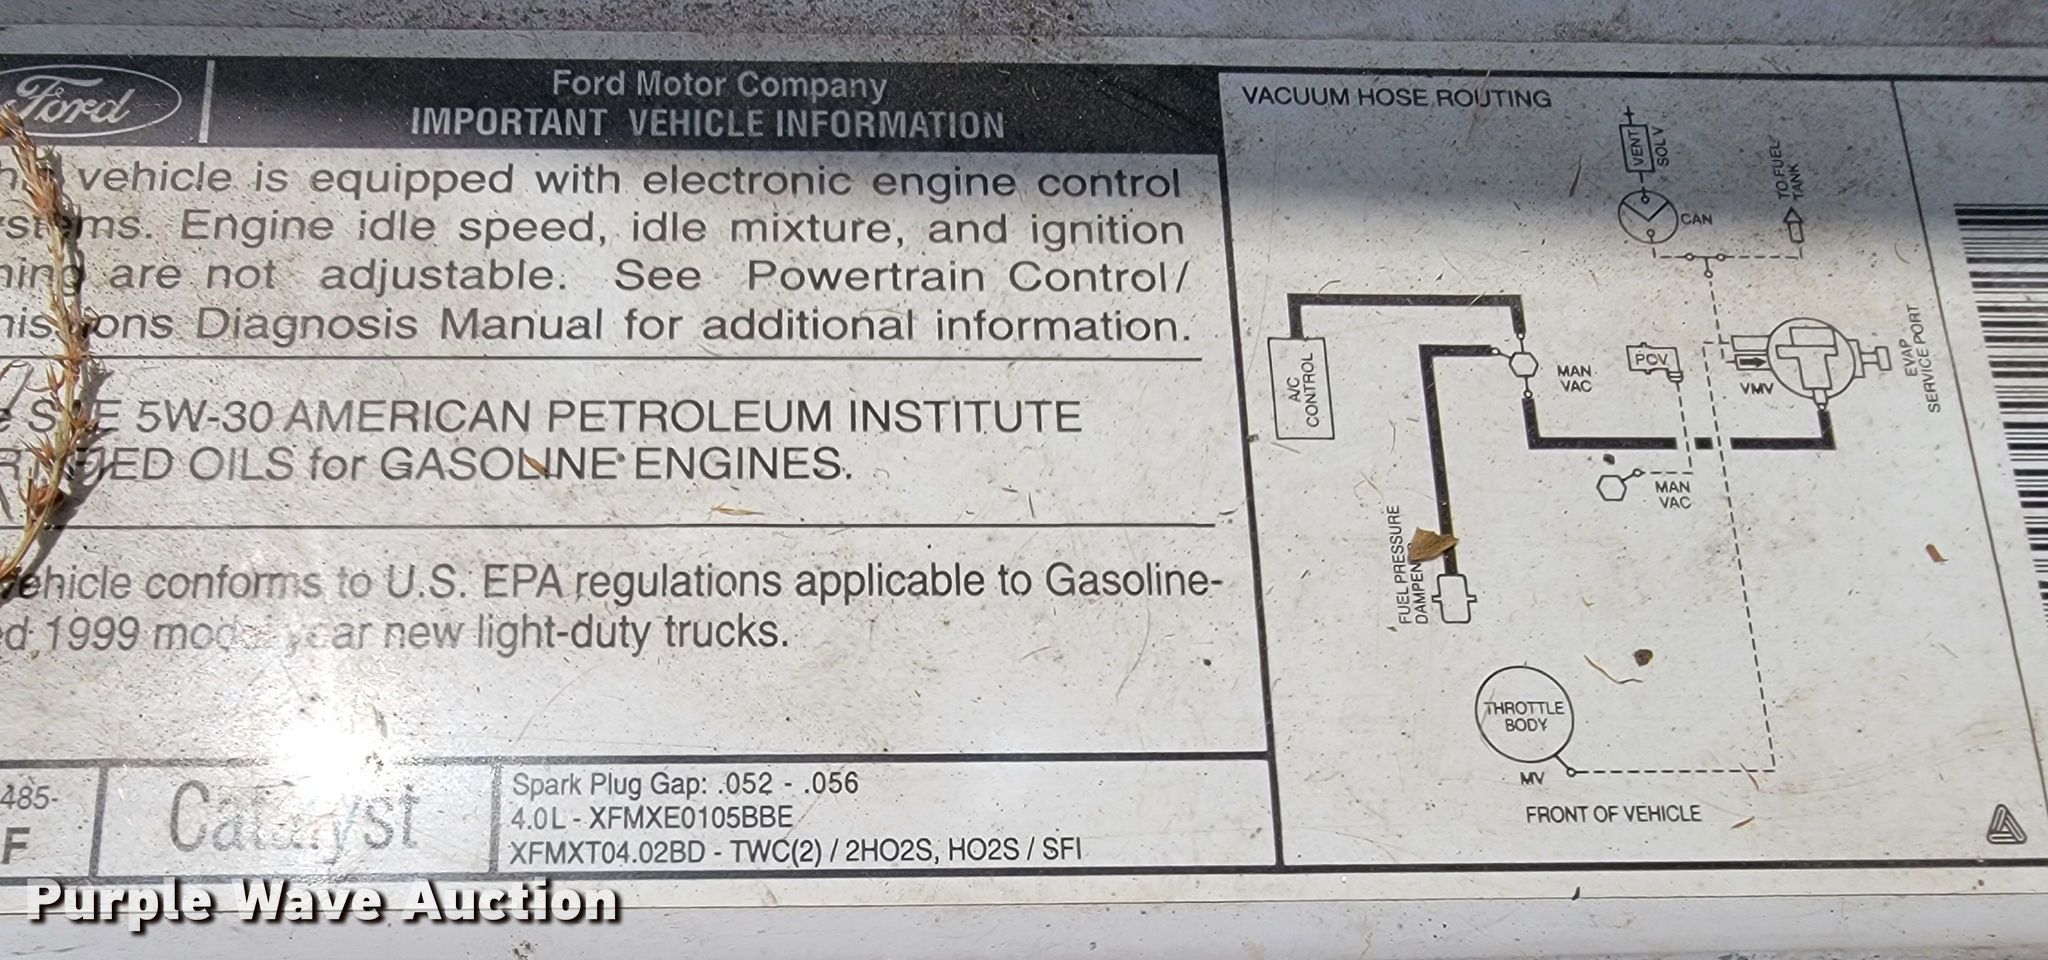 Ford
Ford Motor Company
IMPORTANT VEHICLE INFORMATION
vehicle is equipped with electronic engine control
Engine idle speed, idle mixture, and ignition
are not adjustable. See Powertrain Control/
Diagnosis Manual for additional information.
5W-30 AMERICAN PETROLEUM INSTITUTE
OILS for GASOLINE ENGINES.
vehicle conforms to U.S. EPA regulations applicable to Gasoline-
1999 model year new light-duty trucks.
485-
F
Catalyst
Spark Plug Gap: .052 - .056
4.0L - XFMXE0105BBE
XFMXT04.02BD - TWC(2) / 2HO2S, HO2S / SFI
VACUUM HOSE ROUTING
VENT
SOLV
CAN
TO FUEL
TANK
A/C
CONTROL
MAN
VAC
PCV
VMV
EVAP
SERVICE PORT
MAN
VAC
FUEL PRESSURE
THROTTLE
BODY
MV
FRONT OF VEHICLE
Purple Wave Auction